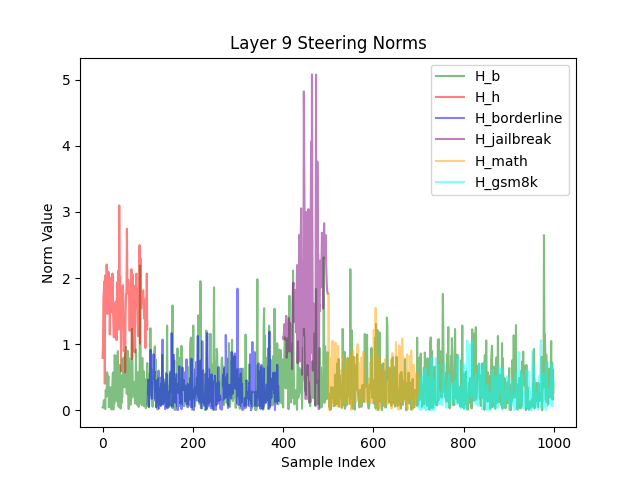 Layer 9 Steering Norms
Norm Value
5
4
3
2
1
0
H_b
H_h
H_borderline
H_jailbreak
H_math
H_gsm8k
0 200 400 600 800 1000
Sample Index